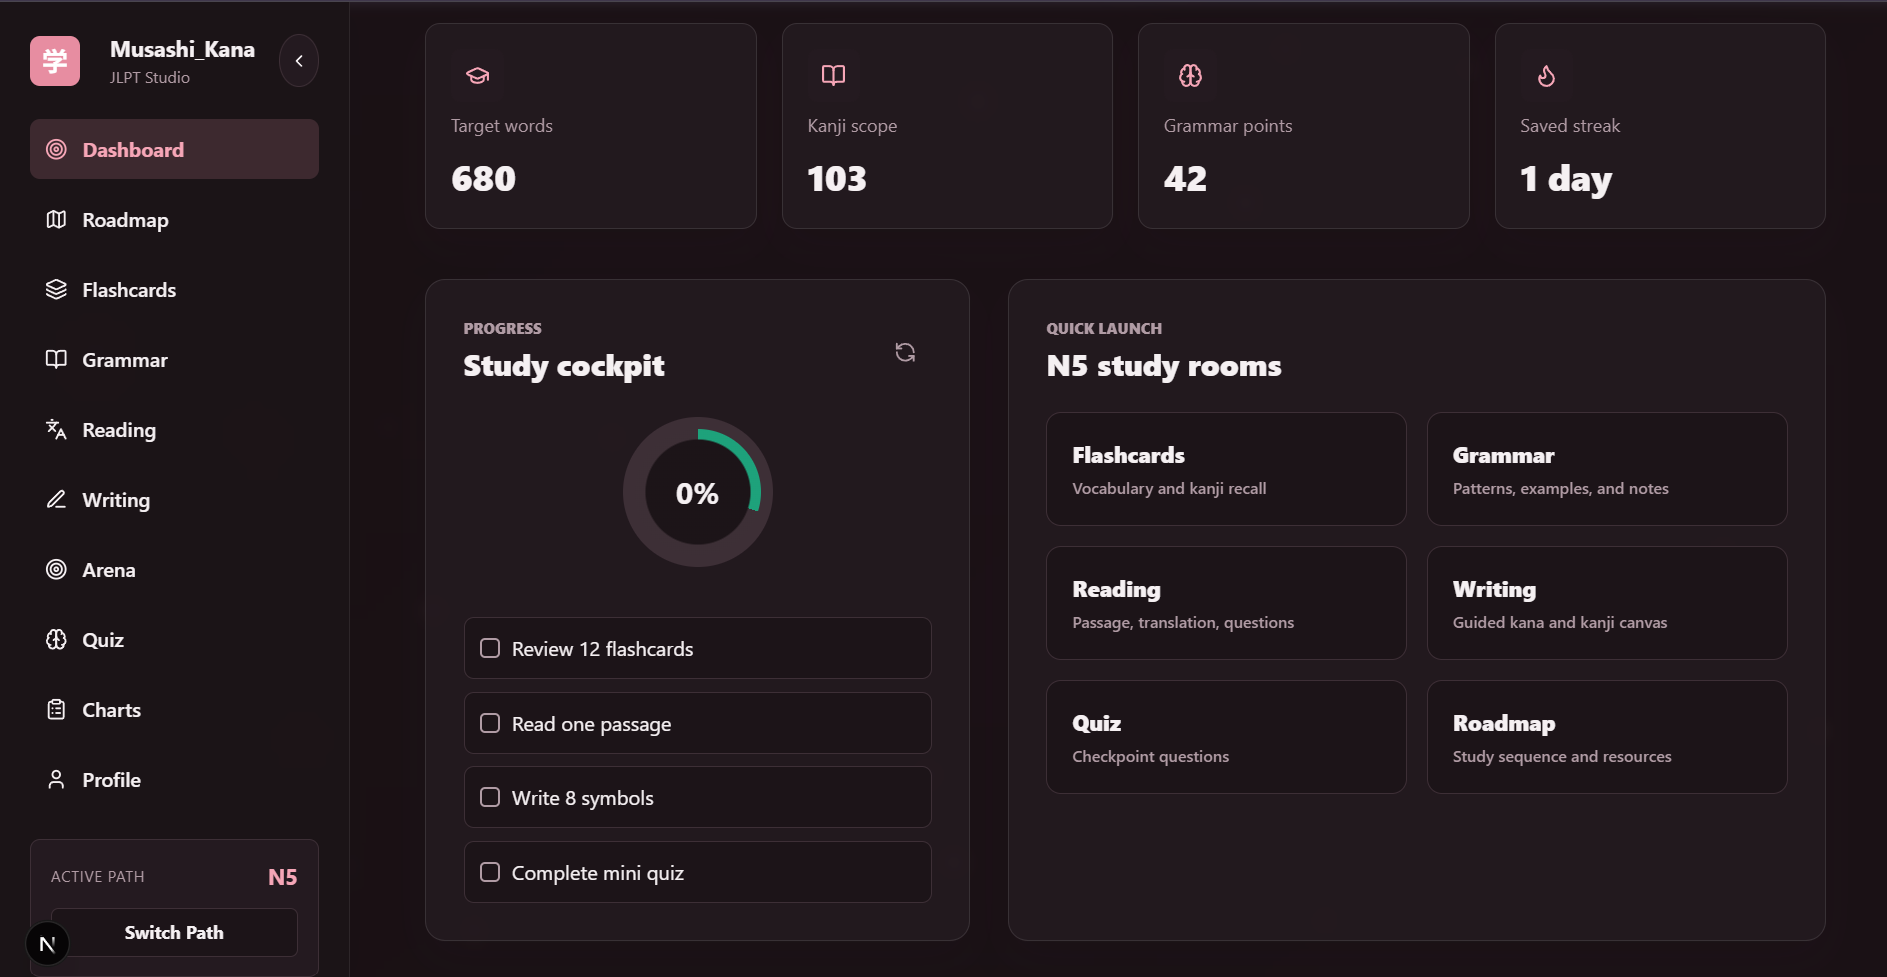 学
Musashi_Kana
JLPT Studio
Dashboard
Roadmap
Flashcards
Grammar
Reading
Writing
Arena
Quiz
Charts
Profile
ACTIVE PATH
N5
Switch Path
N
Target words
680
Kanji scope
103
Grammar points
42
Saved streak
1 day
PROGRESS
Study cockpit
0%
Review 12 flashcards
Read one passage
Write 8 symbols
Complete mini quiz
QUICK LAUNCH
N5 study rooms
Flashcards
Vocabulary and kanji recall
Grammar
Patterns, examples, and notes
Reading
Passage, translation, questions
Writing
Guided kana and kanji canvas
Quiz
Checkpoint questions
Roadmap
Study sequence and resources